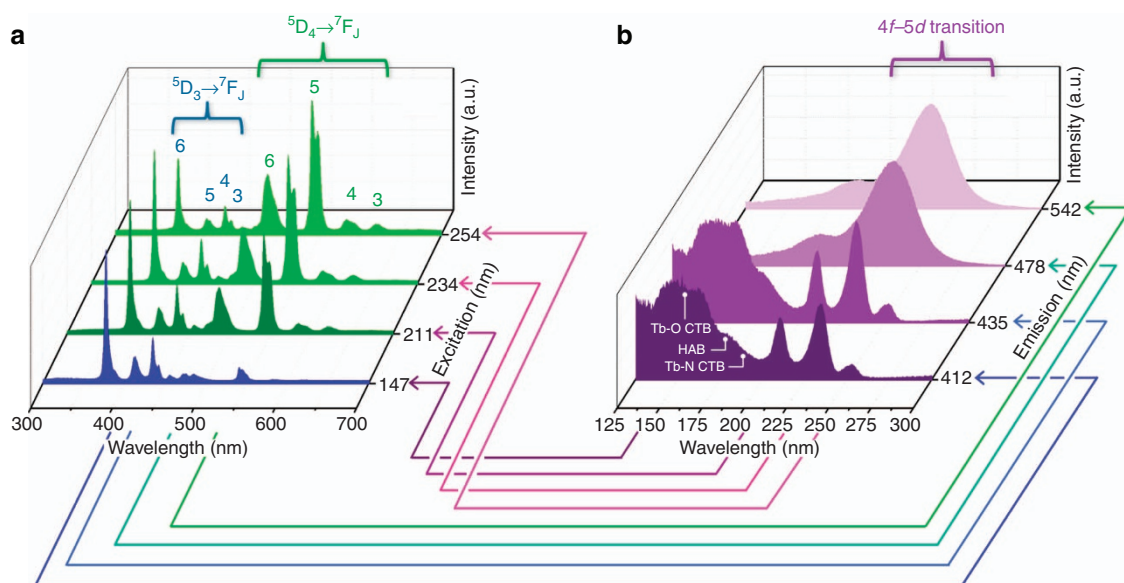 a
⁵D₄→⁷F_J
⁵D₃→⁷F_J
5
6
6
5
4
3
4
3
Intensity (a.u.)
254
234
211
147
Excitation (nm)
300
400
500
600
700
Wavelength (nm)
b
4f–5d transition
Intensity (a.u.)
542
478
435
412
Emission (nm)
Tb-O CTB
HAB
Tb-N CTB
125
150
175
200
225
250
275
300
Wavelength (nm)